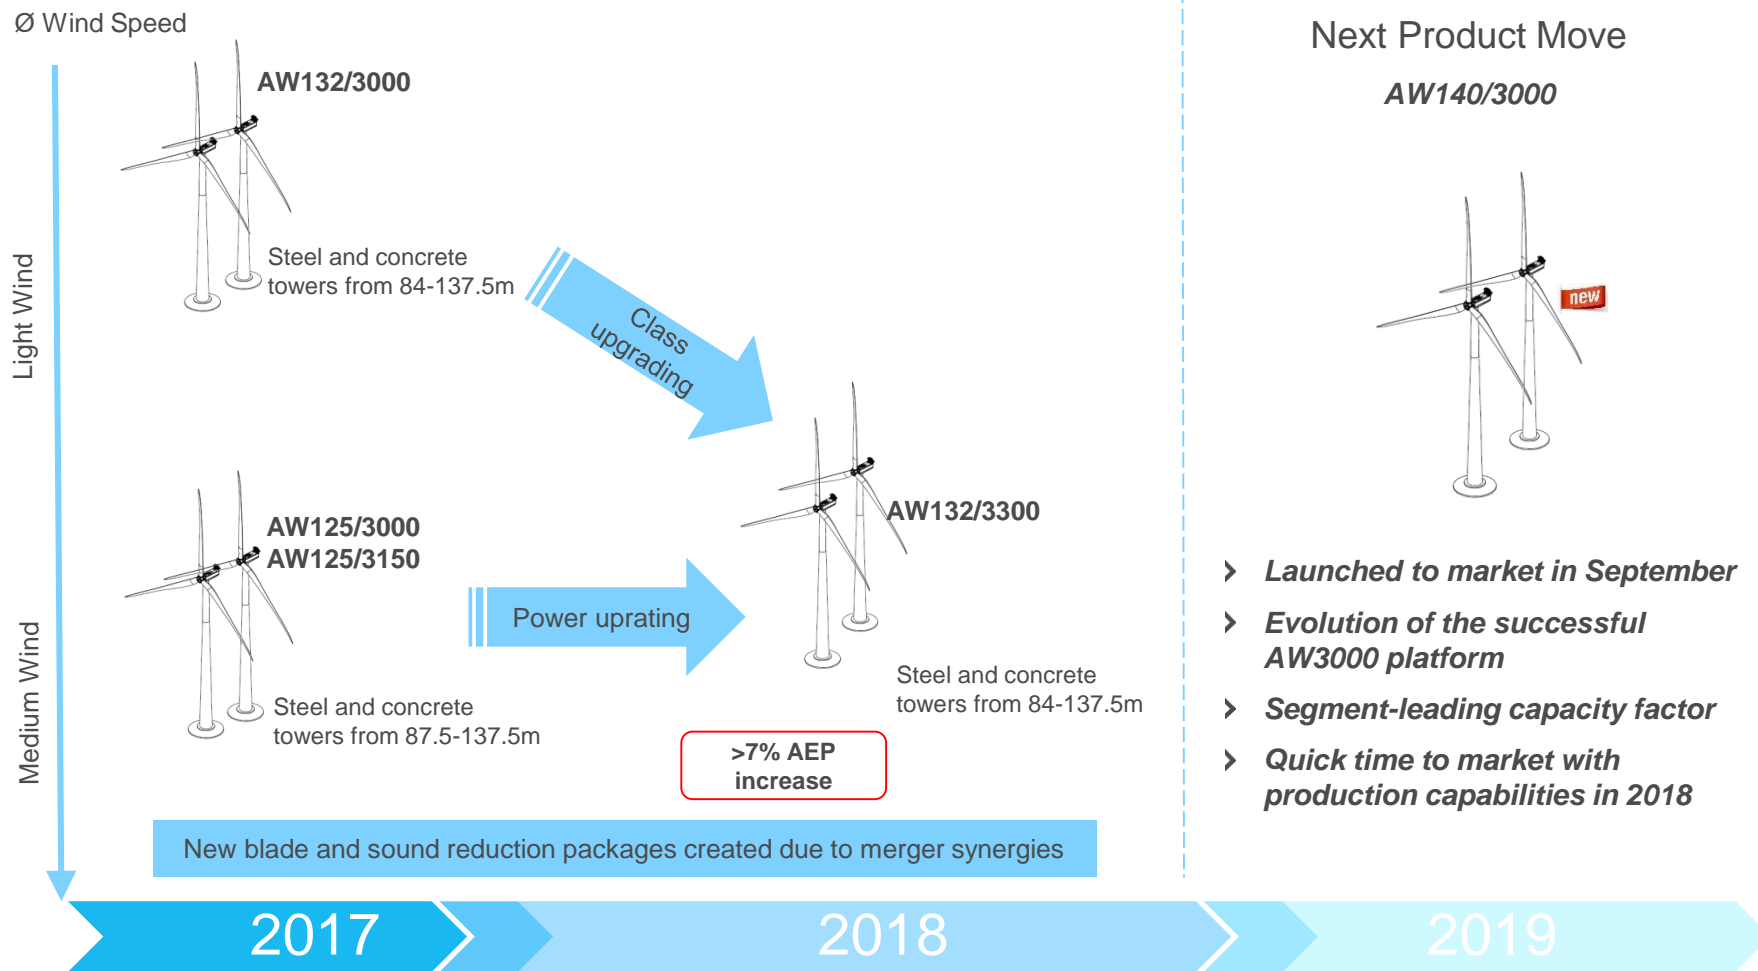 Ø Wind Speed
AW132/3000
Steel and concrete
towers from 84-137.5m
Light Wind
Class
upgrading
AW125/3000
AW125/3150
Power uprating
Steel and concrete
towers from 87.5-137.5m
Medium Wind
AW132/3300
Steel and concrete
towers from 84-137.5m
>7% AEP
increase
New blade and sound reduction packages created due to merger synergies
Next Product Move
AW140/3000
new
Launched to market in September
Evolution of the successful
AW3000 platform
Segment-leading capacity factor
Quick time to market with
production capabilities in 2018
2017
2018
2019